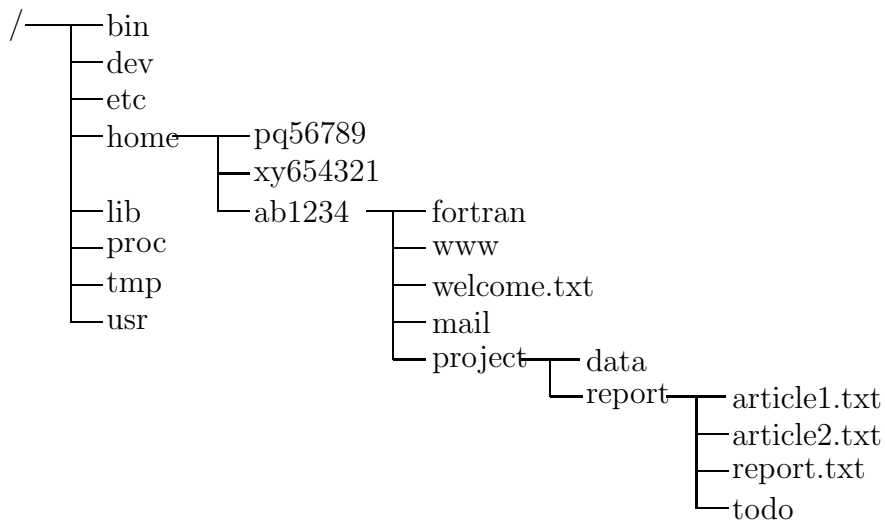 / bin
dev
etc
home pq56789
xy654321
lib ab1234 fortran
proc www
tmp welcome.txt
usr mail
project data
report article1.txt
article2.txt
report.txt
todo